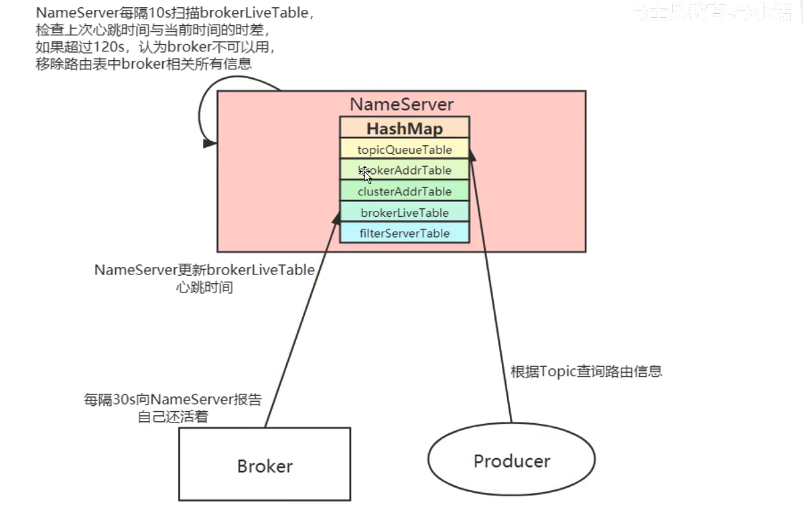 NameServer每隔10s扫描brokerLiveTable，
检查上次心跳时间与当前时间的时差，
如果超过120s，认为broker不可以用，
移除路由表中broker相关所有信息
NameServer
HashMap
topicQueueTable
brokerAddrTable
clusterAddrTable
brokerLiveTable
filterServerTable
NameServer更新brokerLiveTable
心跳时间
根据Topic查询路由信息
每隔30s向NameServer报告
自己还活着
Broker
Producer